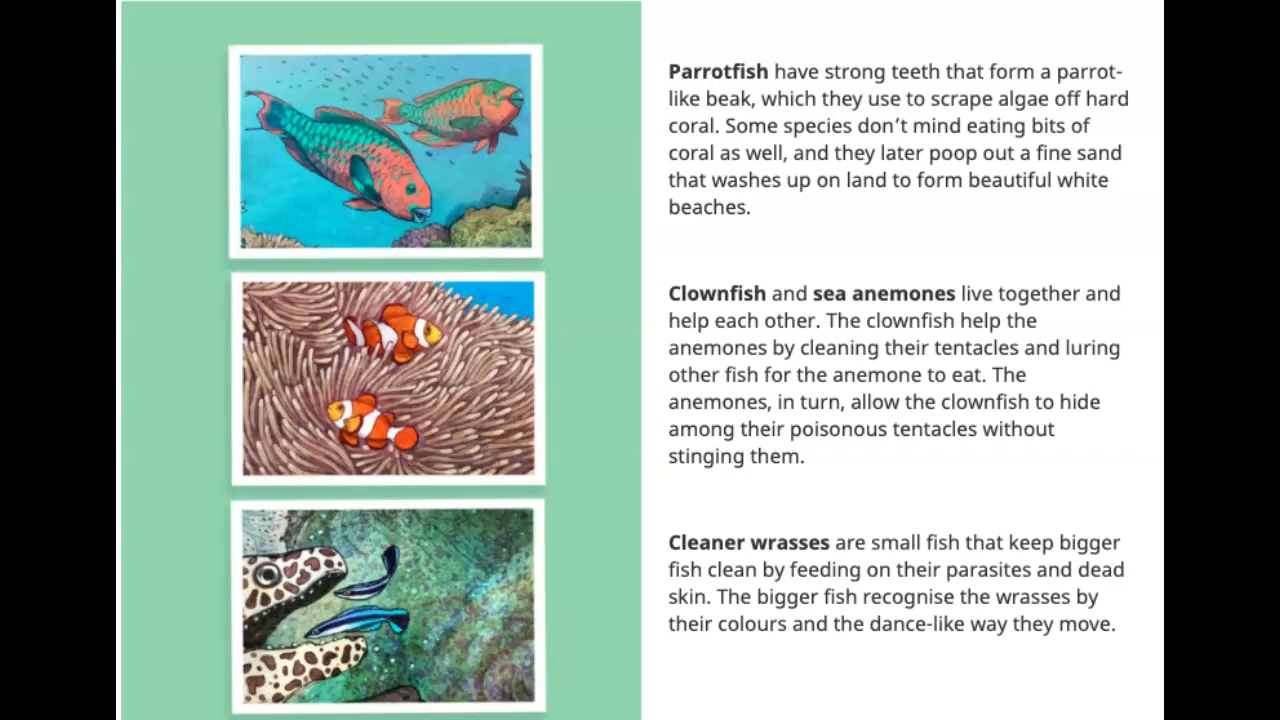 Parrotfish have strong teeth that form a parrot-
like beak, which they use to scrape algae off hard
coral. Some species don’t mind eating bits of
coral as well, and they later poop out a fine sand
that washes up on land to form beautiful white
beaches.
Clownfish and sea anemones live together and
help each other. The clownfish help the
anemones by cleaning their tentacles and luring
other fish for the anemone to eat. The
anemones, in turn, allow the clownfish to hide
among their poisonous tentacles without
stinging them.
Cleaner wrasses are small fish that keep bigger
fish clean by feeding on their parasites and dead
skin. The bigger fish recognise the wrasses by
their colours and the dance-like way they move.